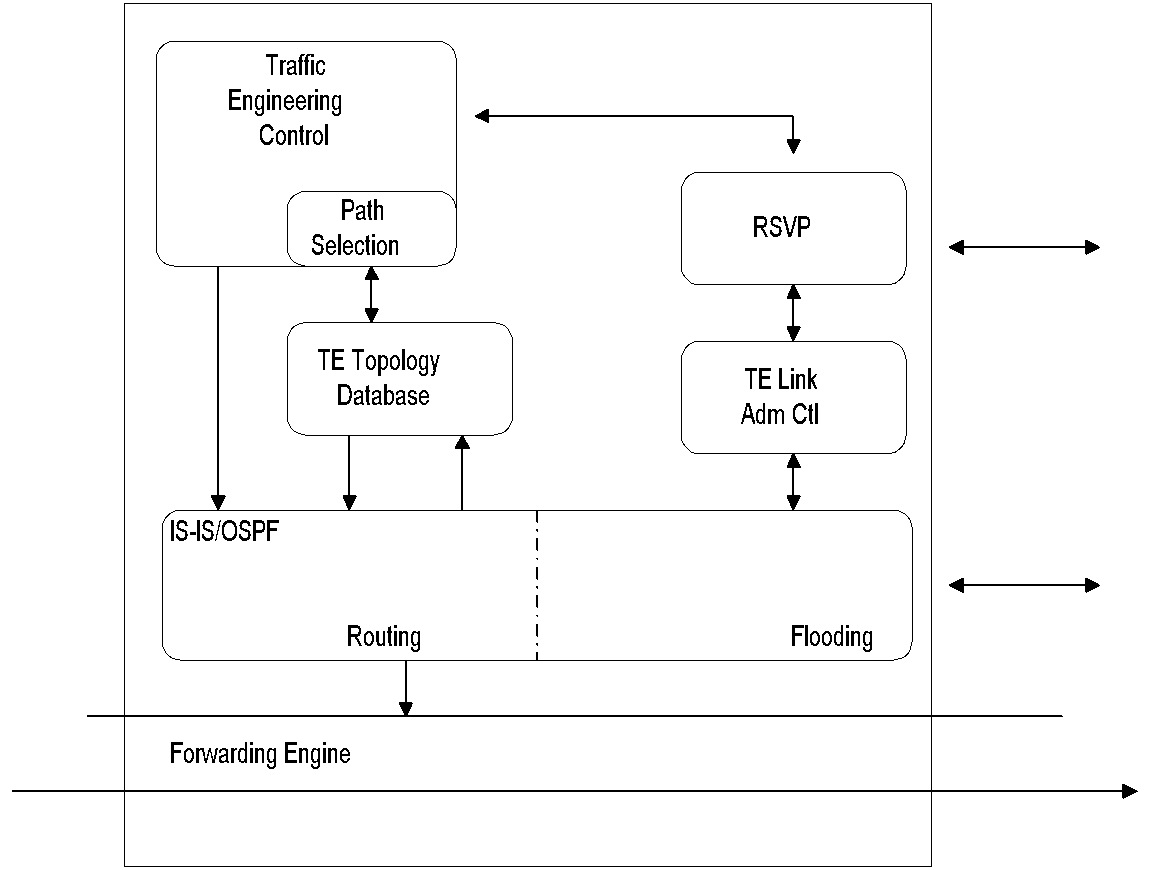 Traffic
Engineering
Control
Path
Selection
RSVP
TE Topology
Database
TE Link
Adm Ctl
IS-IS/OSPF
Routing
Flooding
Forwarding Engine